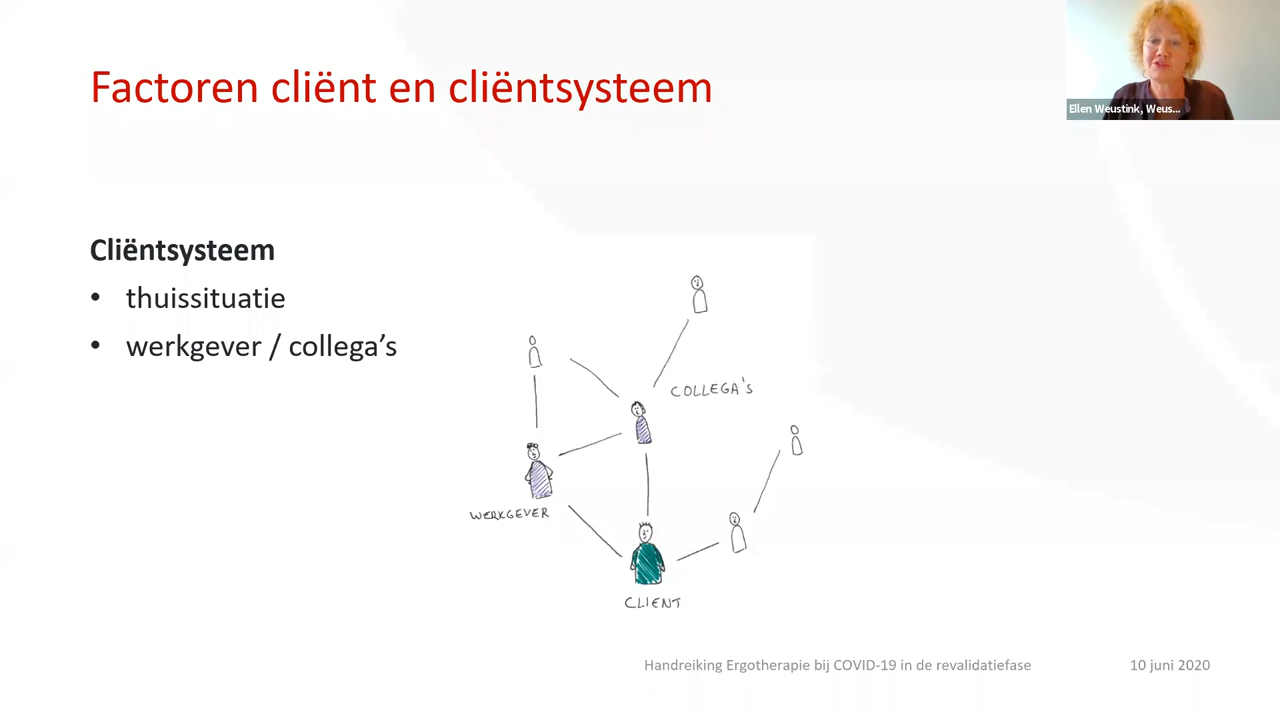 Factoren cliënt en cliëntsysteem
Ellen Weustink, Weus...
Cliëntsysteem
• thuissituatie
• werkgever / collega's
COLLEGA'S
WERKGEVER
CLIENT
Handreiking Ergotherapie bij COVID-19 in de revalidatiefase
10 juni 2020